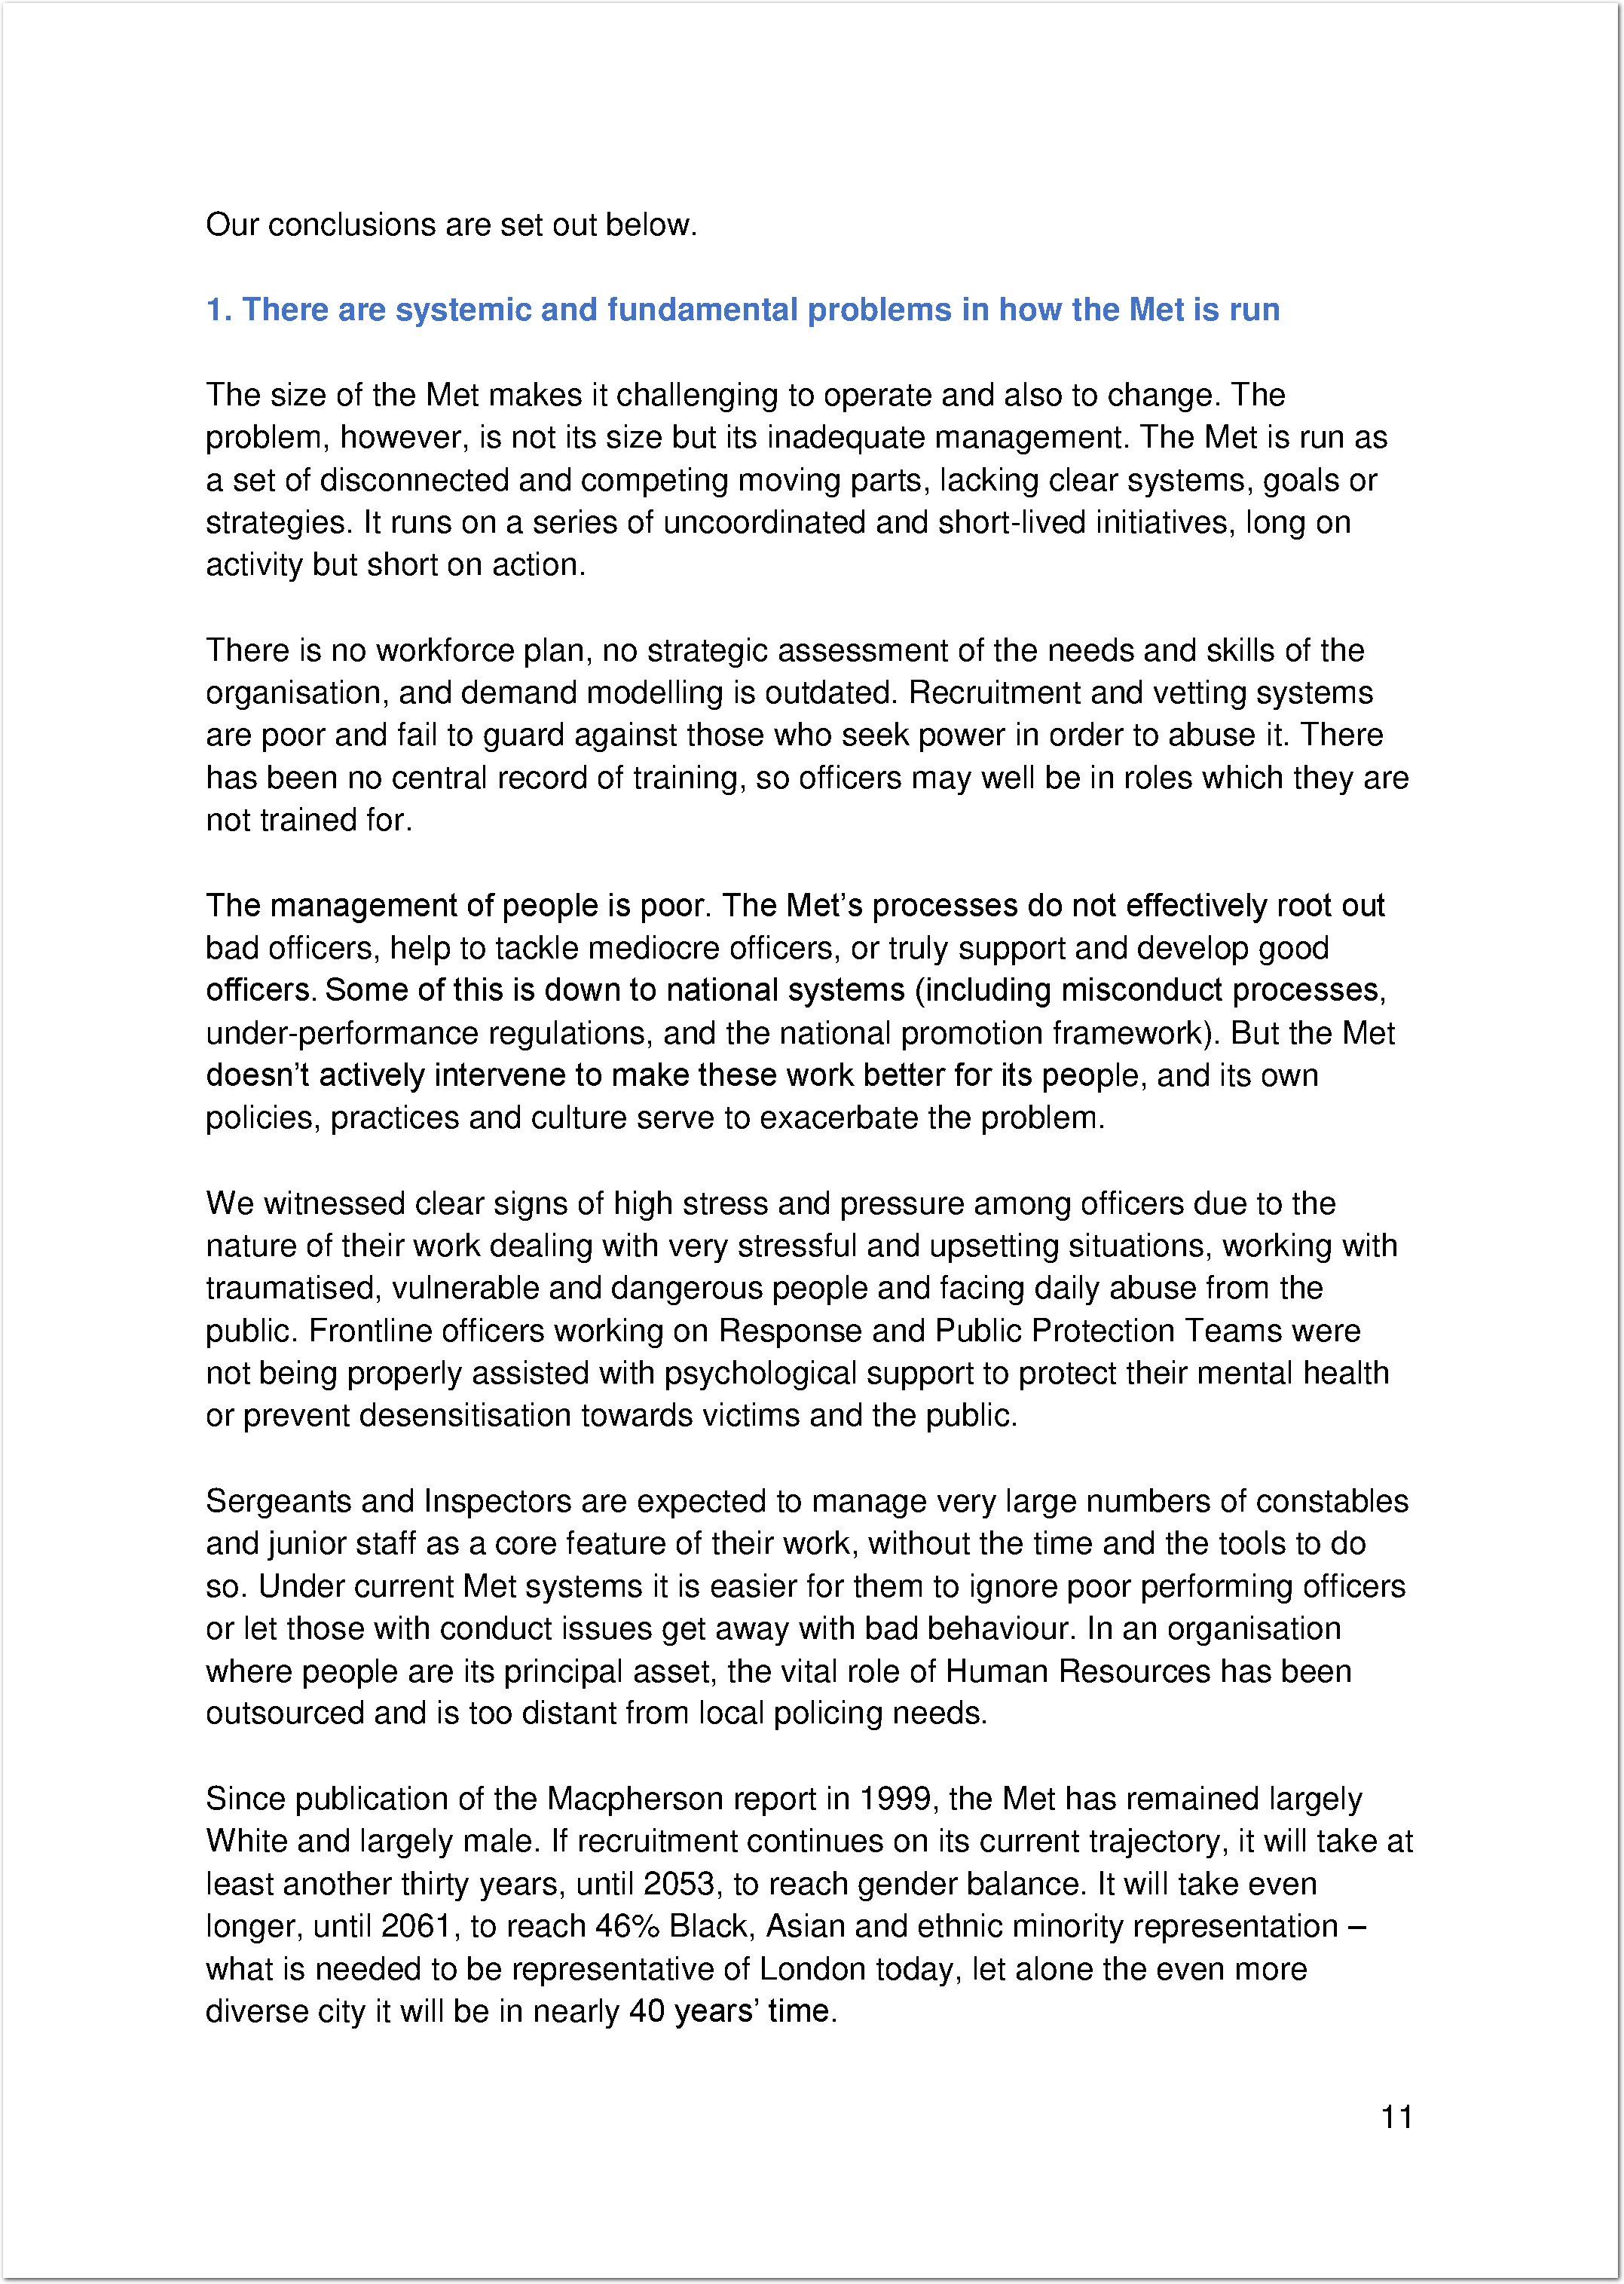 Our conclusions are set out below.
1. There are systemic and fundamental problems in how the Met is run
The size of the Met makes it challenging to operate and also to change. The
problem, however, is not its size but its inadequate management. The Met is run as
a set of disconnected and competing moving parts, lacking clear systems, goals or
strategies. It runs on a series of uncoordinated and short-lived initiatives, long on
activity but short on action.
There is no workforce plan, no strategic assessment of the needs and skills of the
organisation, and demand modelling is outdated. Recruitment and vetting systems
are poor and fail to guard against those who seek power in order to abuse it. There
has been no central record of training, so officers may well be in roles which they are
not trained for.
The management of people is poor. The Met’s processes do not effectively root out
bad officers, help to tackle mediocre officers, or truly support and develop good
officers. Some of this is down to national systems (including misconduct processes,
under-performance regulations, and the national promotion framework). But the Met
doesn’t actively intervene to make these work better for its people, and its own
policies, practices and culture serve to exacerbate the problem.
We witnessed clear signs of high stress and pressure among officers due to the
nature of their work dealing with very stressful and upsetting situations, working with
traumatised, vulnerable and dangerous people and facing daily abuse from the
public. Frontline officers working on Response and Public Protection Teams were
not being properly assisted with psychological support to protect their mental health
or prevent desensitisation towards victims and the public.
Sergeants and Inspectors are expected to manage very large numbers of constables
and junior staff as a core feature of their work, without the time and the tools to do
so. Under current Met systems it is easier for them to ignore poor performing officers
or let those with conduct issues get away with bad behaviour. In an organisation
where people are its principal asset, the vital role of Human Resources has been
outsourced and is too distant from local policing needs.
Since publication of the Macpherson report in 1999, the Met has remained largely
White and largely male. If recruitment continues on its current trajectory, it will take at
least another thirty years, until 2053, to reach gender balance. It will take even
longer, until 2061, to reach 46% Black, Asian and ethnic minority representation –
what is needed to be representative of London today, let alone the even more
diverse city it will be in nearly 40 years’ time.
11